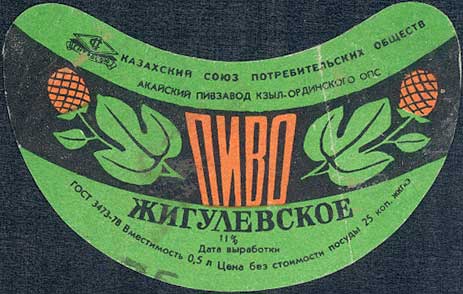 КАЗАХСКИЙ СОЮЗ ПОТРЕБИТЕЛЬСКИХ ОБЩЕСТВ
АКАЙСКИЙ ПИВЗАВОД КЗЫЛ-ОРДИНСКОГО ОПС
ПИВО
ЖИГУЛЕВСКОЕ
11%
Дата выработки
ГОСТ 3473-78 Вместимость 0,5 л Цена без стоимости посуды 25 коп.